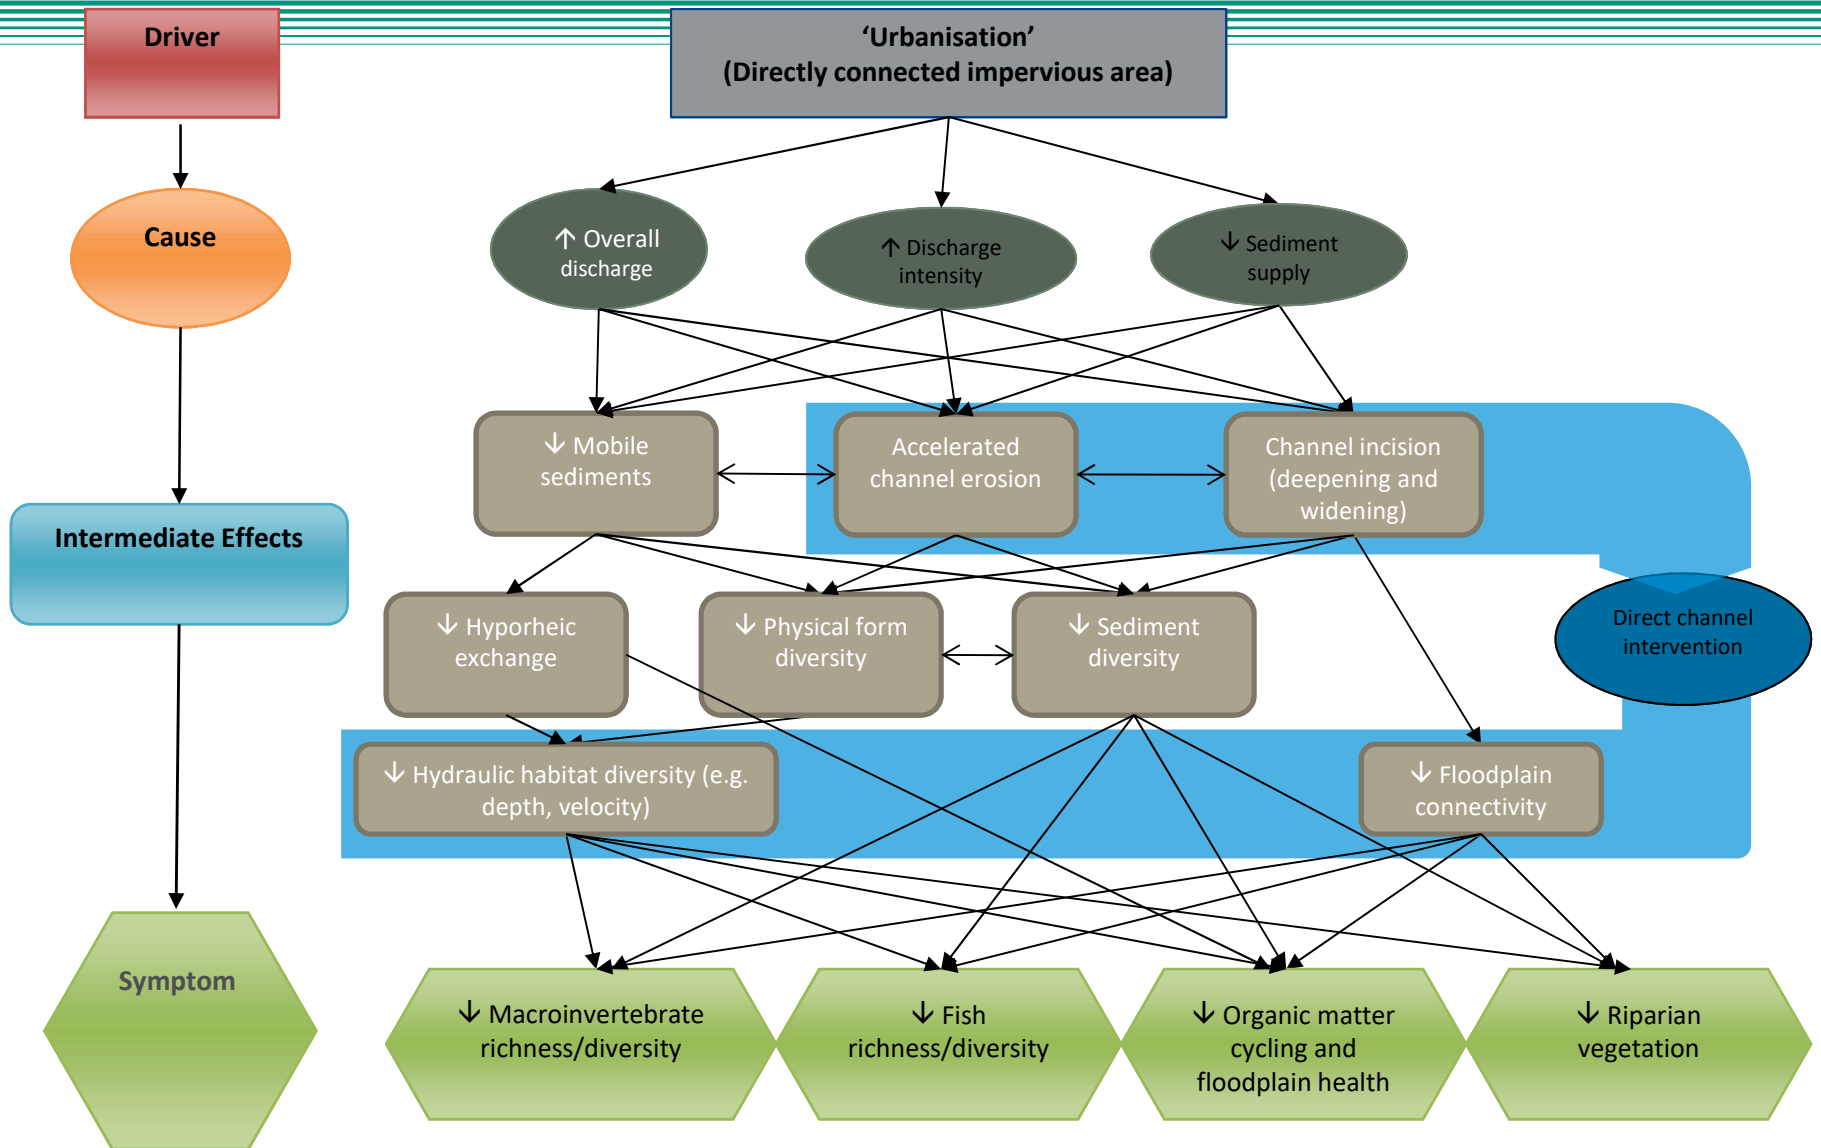 Driver
‘Urbanisation’
(Directly connected impervious area)
Cause
↑ Overall
discharge
↑ Discharge
intensity
↓ Sediment
supply
↓ Mobile
sediments
Accelerated
channel erosion
Channel incision
(deepening and
widening)
Intermediate Effects
↓ Hyporheic
exchange
↓ Physical form
diversity
↓ Sediment
diversity
Direct channel
intervention
↓ Hydraulic habitat diversity (e.g.
depth, velocity)
↓ Floodplain
connectivity
Symptom
↓ Macroinvertebrate
richness/diversity
↓ Fish
richness/diversity
↓ Organic matter
cycling and
floodplain health
↓ Riparian
vegetation